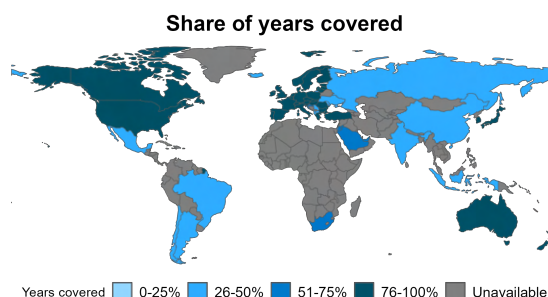 Share of years covered
Years covered 0-25% 26-50% 51-75% 76-100% Unavailable